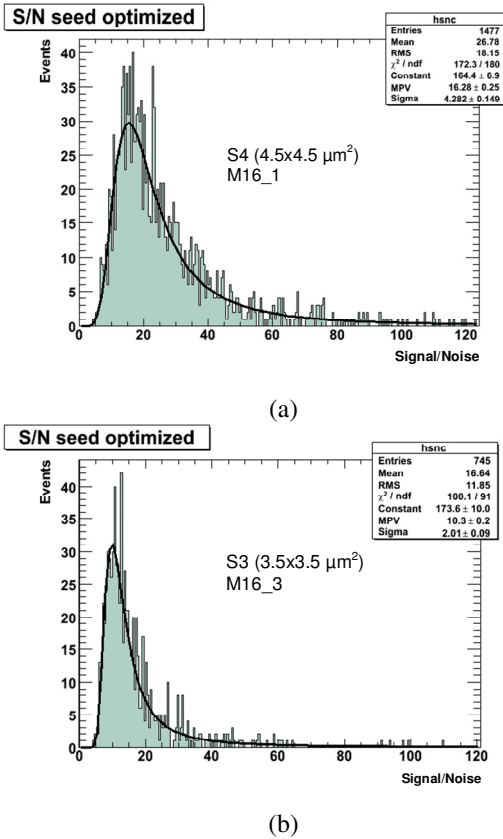 S/N seed optimized
hsnc
Entries 1477
Mean 26.78
RMS 18.15
χ² / ndf 172.3 / 180
Constant 164.4 ± 6.9
MPV 16.28 ± 0.25
Sigma 4.282 ± 0.149
Events
40
35
30
25
20
15
10
5
0
S4 (4.5x4.5 µm²)
M16_1
0 20 40 60 80 100 120
Signal/Noise
(a)
S/N seed optimized
hsnc
Entries 745
Mean 16.64
RMS 11.85
χ² / ndf 100.1 / 91
Constant 173.6 ± 10.0
MPV 10.3 ± 0.2
Sigma 2.01 ± 0.09
Events
40
35
30
25
20
15
10
5
0
S3 (3.5x3.5 µm²)
M16_3
0 20 40 60 80 100 120
Signal/Noise
(b)